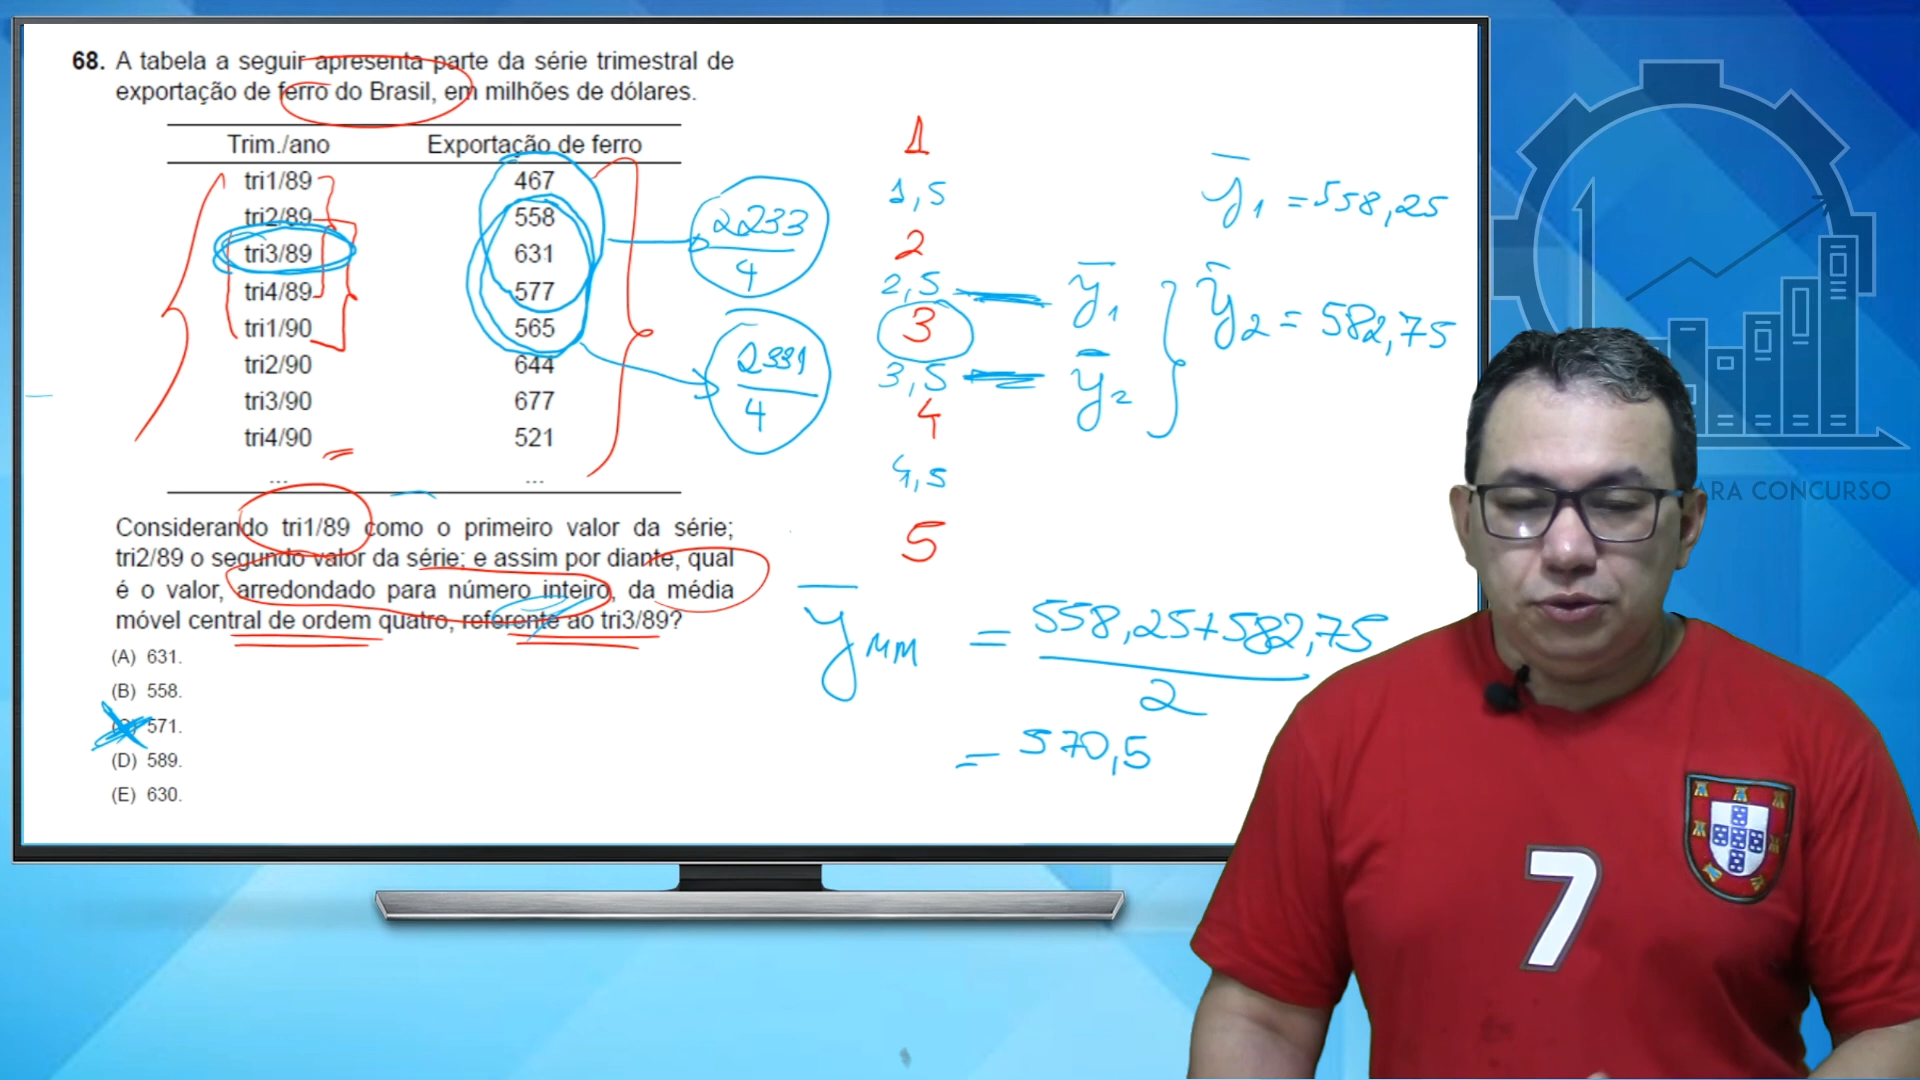 68. A tabela a seguir apresenta parte da série trimestral de
exportação de ferro do Brasil, em milhões de dólares.
Trim./ano Exportação de ferro
tri1/89 467
tri2/89 558
tri3/89 631
tri4/89 577
tri1/90 565
tri2/90 644
tri3/90 677
tri4/90 521
... ...
Considerando tri1/89 como o primeiro valor da série;
tri2/89 o segundo valor da série; e assim por diante, qual
é o valor, arredondado para número inteiro, da média
móvel central de ordem quatro, referente ao tri3/89?
(A) 631.
(B) 558.
571.
(D) 589.
(E) 630.
2233
4
2331
4
1
1,5
2
2,5
3
3,5
4
4,5
5
y̅1
y̅2
y̅1 = 558,25
y̅2 = 582,75
y̅MM = 558,25+582,75
2
= 570,5
ARA CONCURSO
7